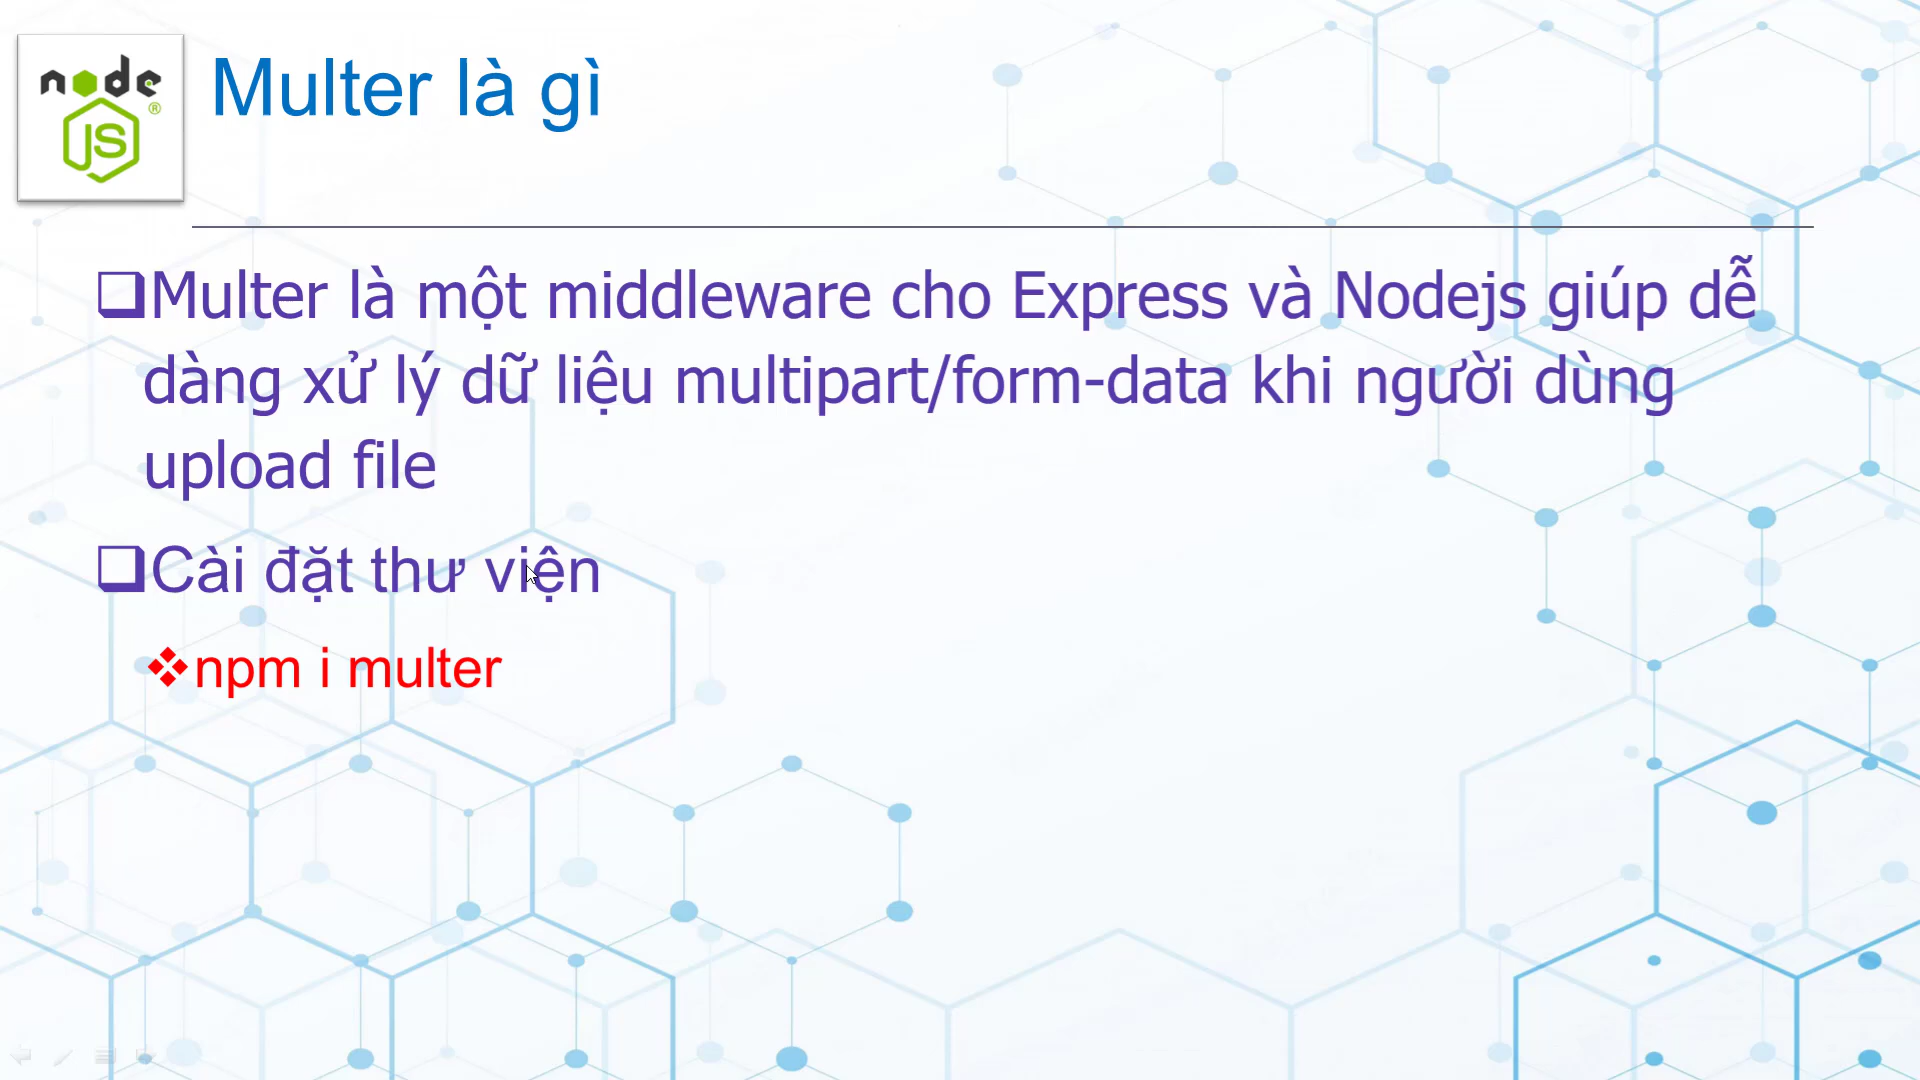 node
JS
®
Multer là gì
Multer là một middleware cho Express và Nodejs giúp dễ
dàng xử lý dữ liệu multipart/form-data khi người dùng
upload file
Cài đặt thư viện
npm i multer